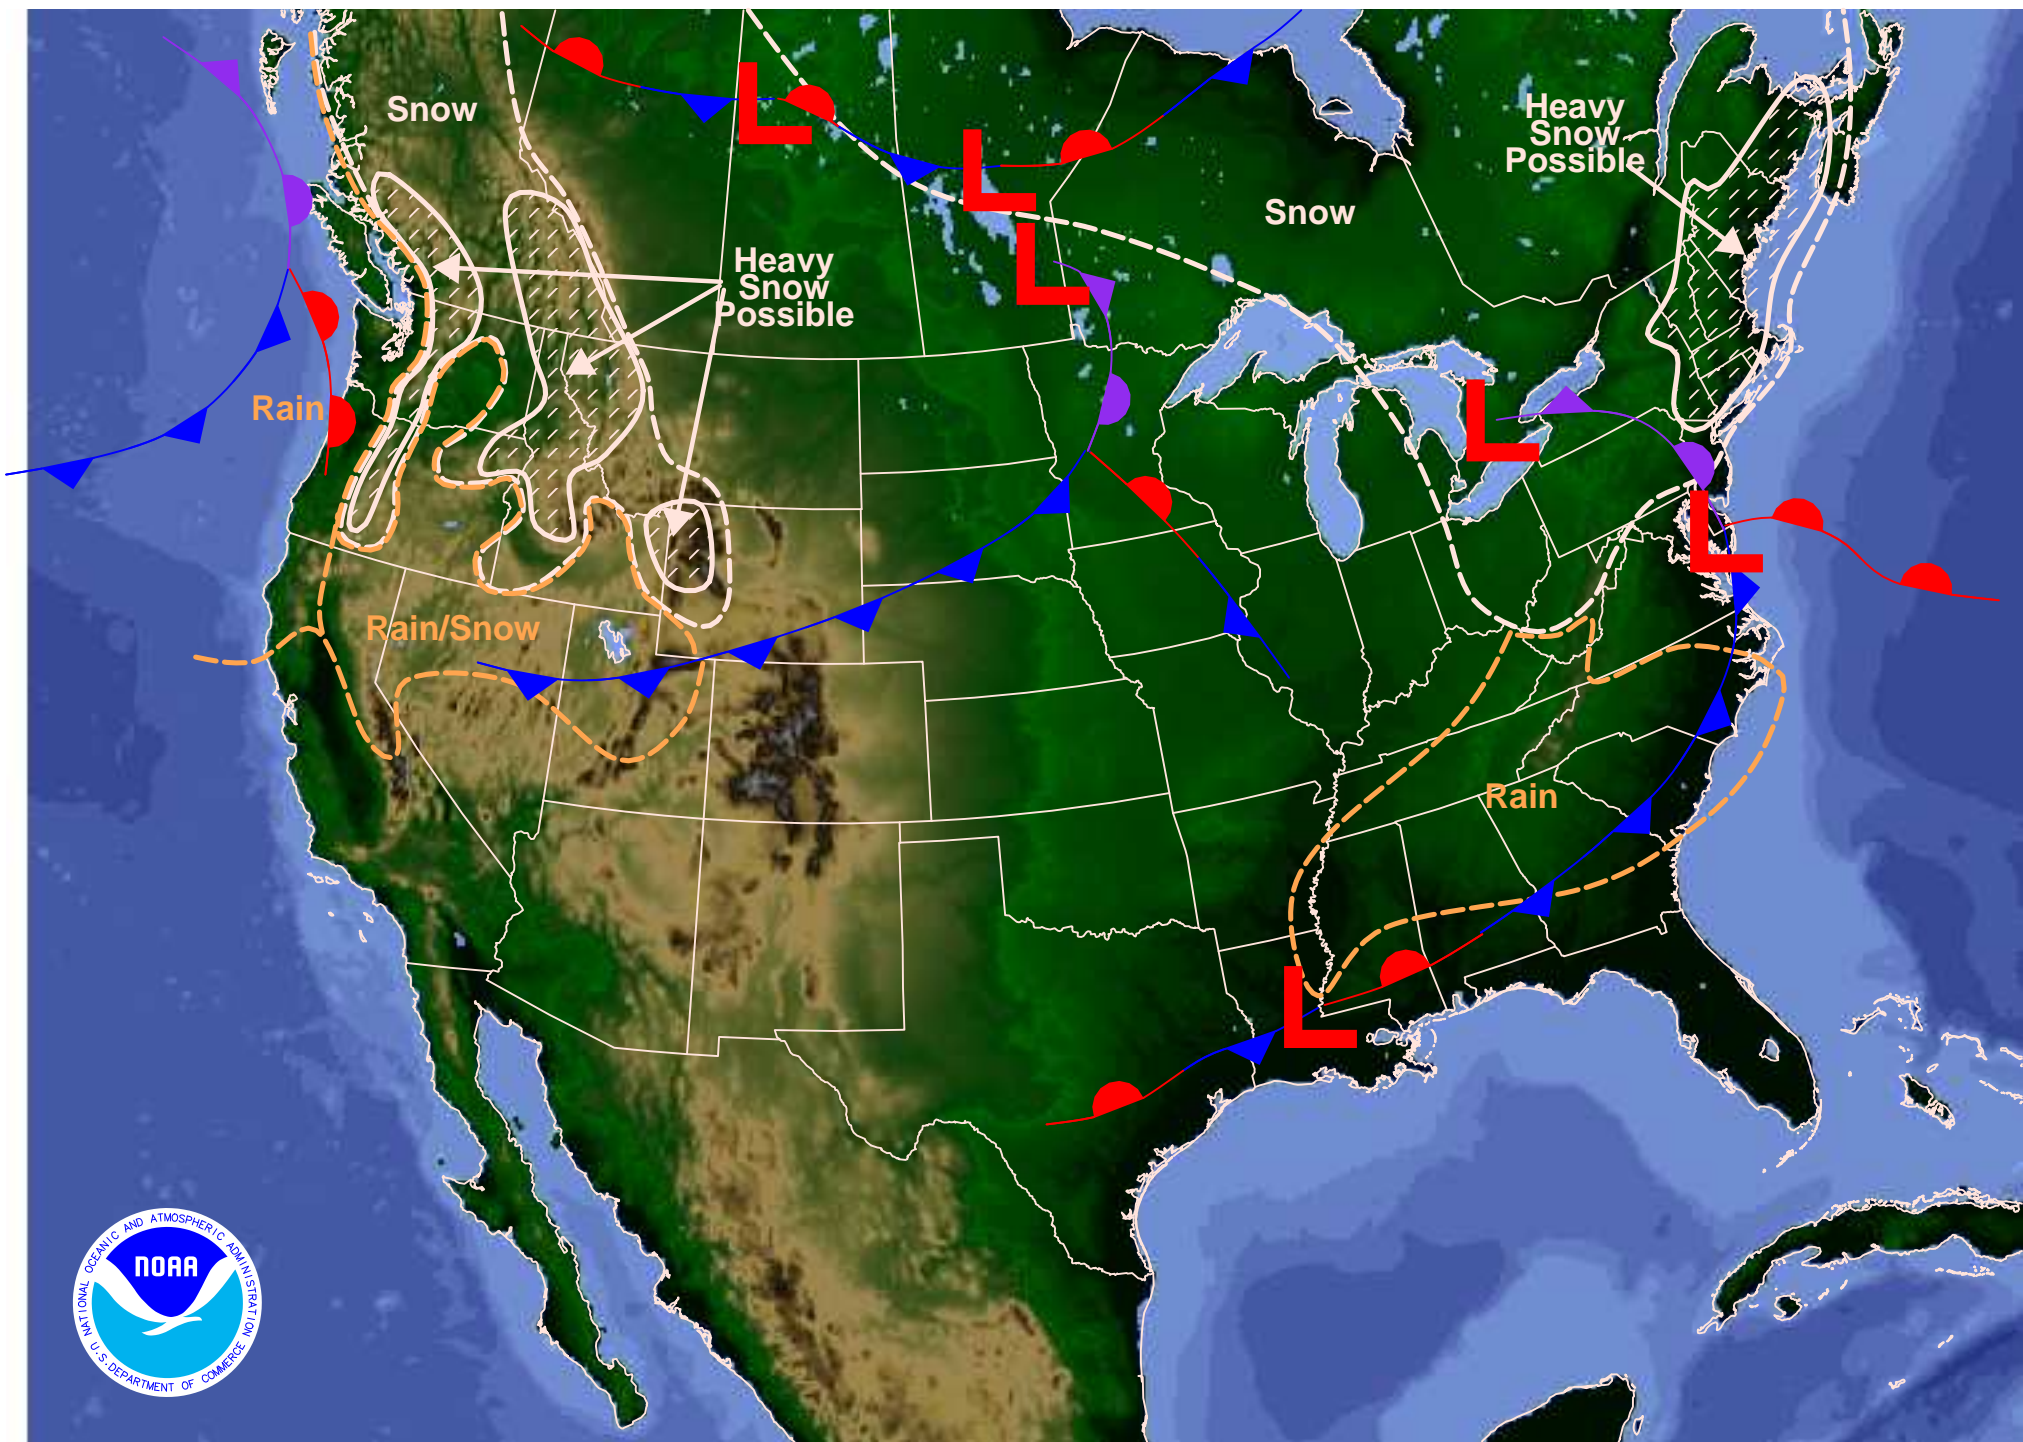 Snow
Heavy
Snow
Possible
Snow
Heavy
Snow
Possible
Rain
Rain/Snow
Rain
L
L
L
L
L
L
NATIONAL OCEANIC AND ATMOSPHERIC ADMINISTRATION
NOAA
U.S. DEPARTMENT OF COMMERCE